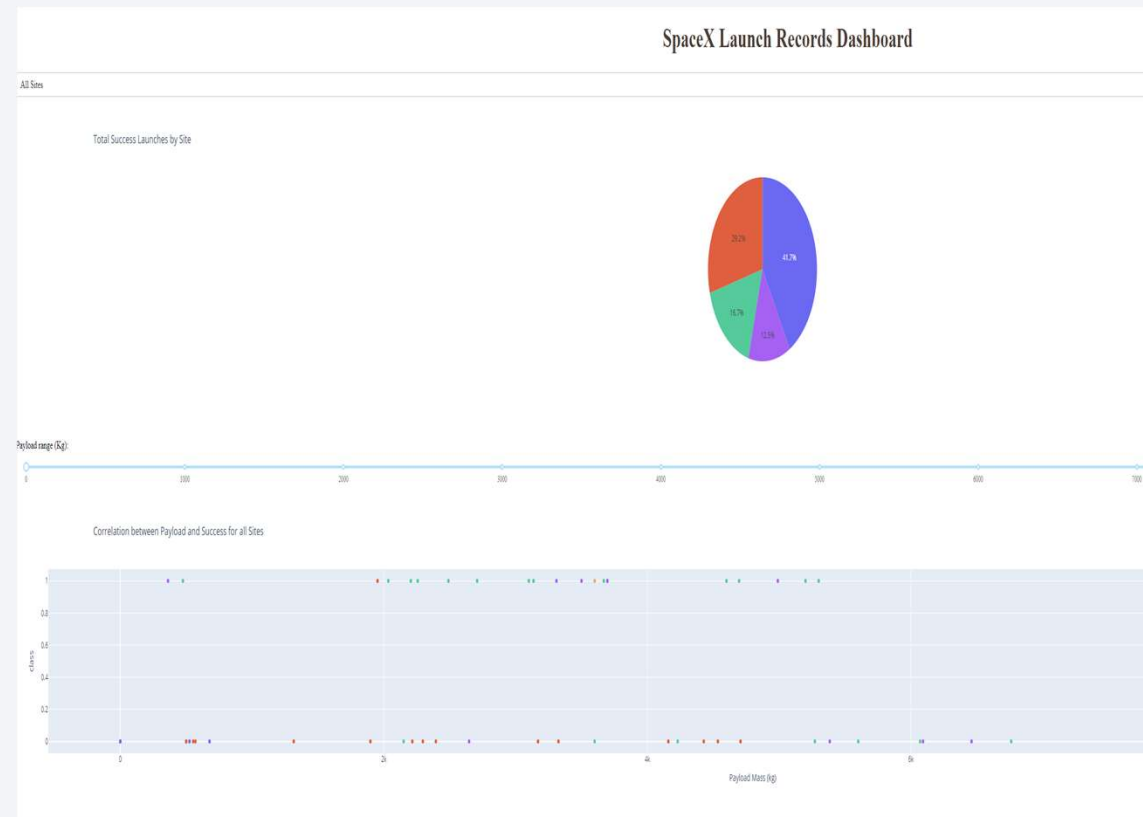 SpaceX Launch Records Dashboard
All Sites
Total Success Launches by Site
29.2%
41.7%
16.7%
12.5%
Payload range (Kg):
0 1000 2000 3000 4000 5000 6000 7000
Correlation between Payload and Success for all Sites
1
0.8
0.6
0.4
0.2
0
class
0 2k 4k 6k
Payload Mass (kg)